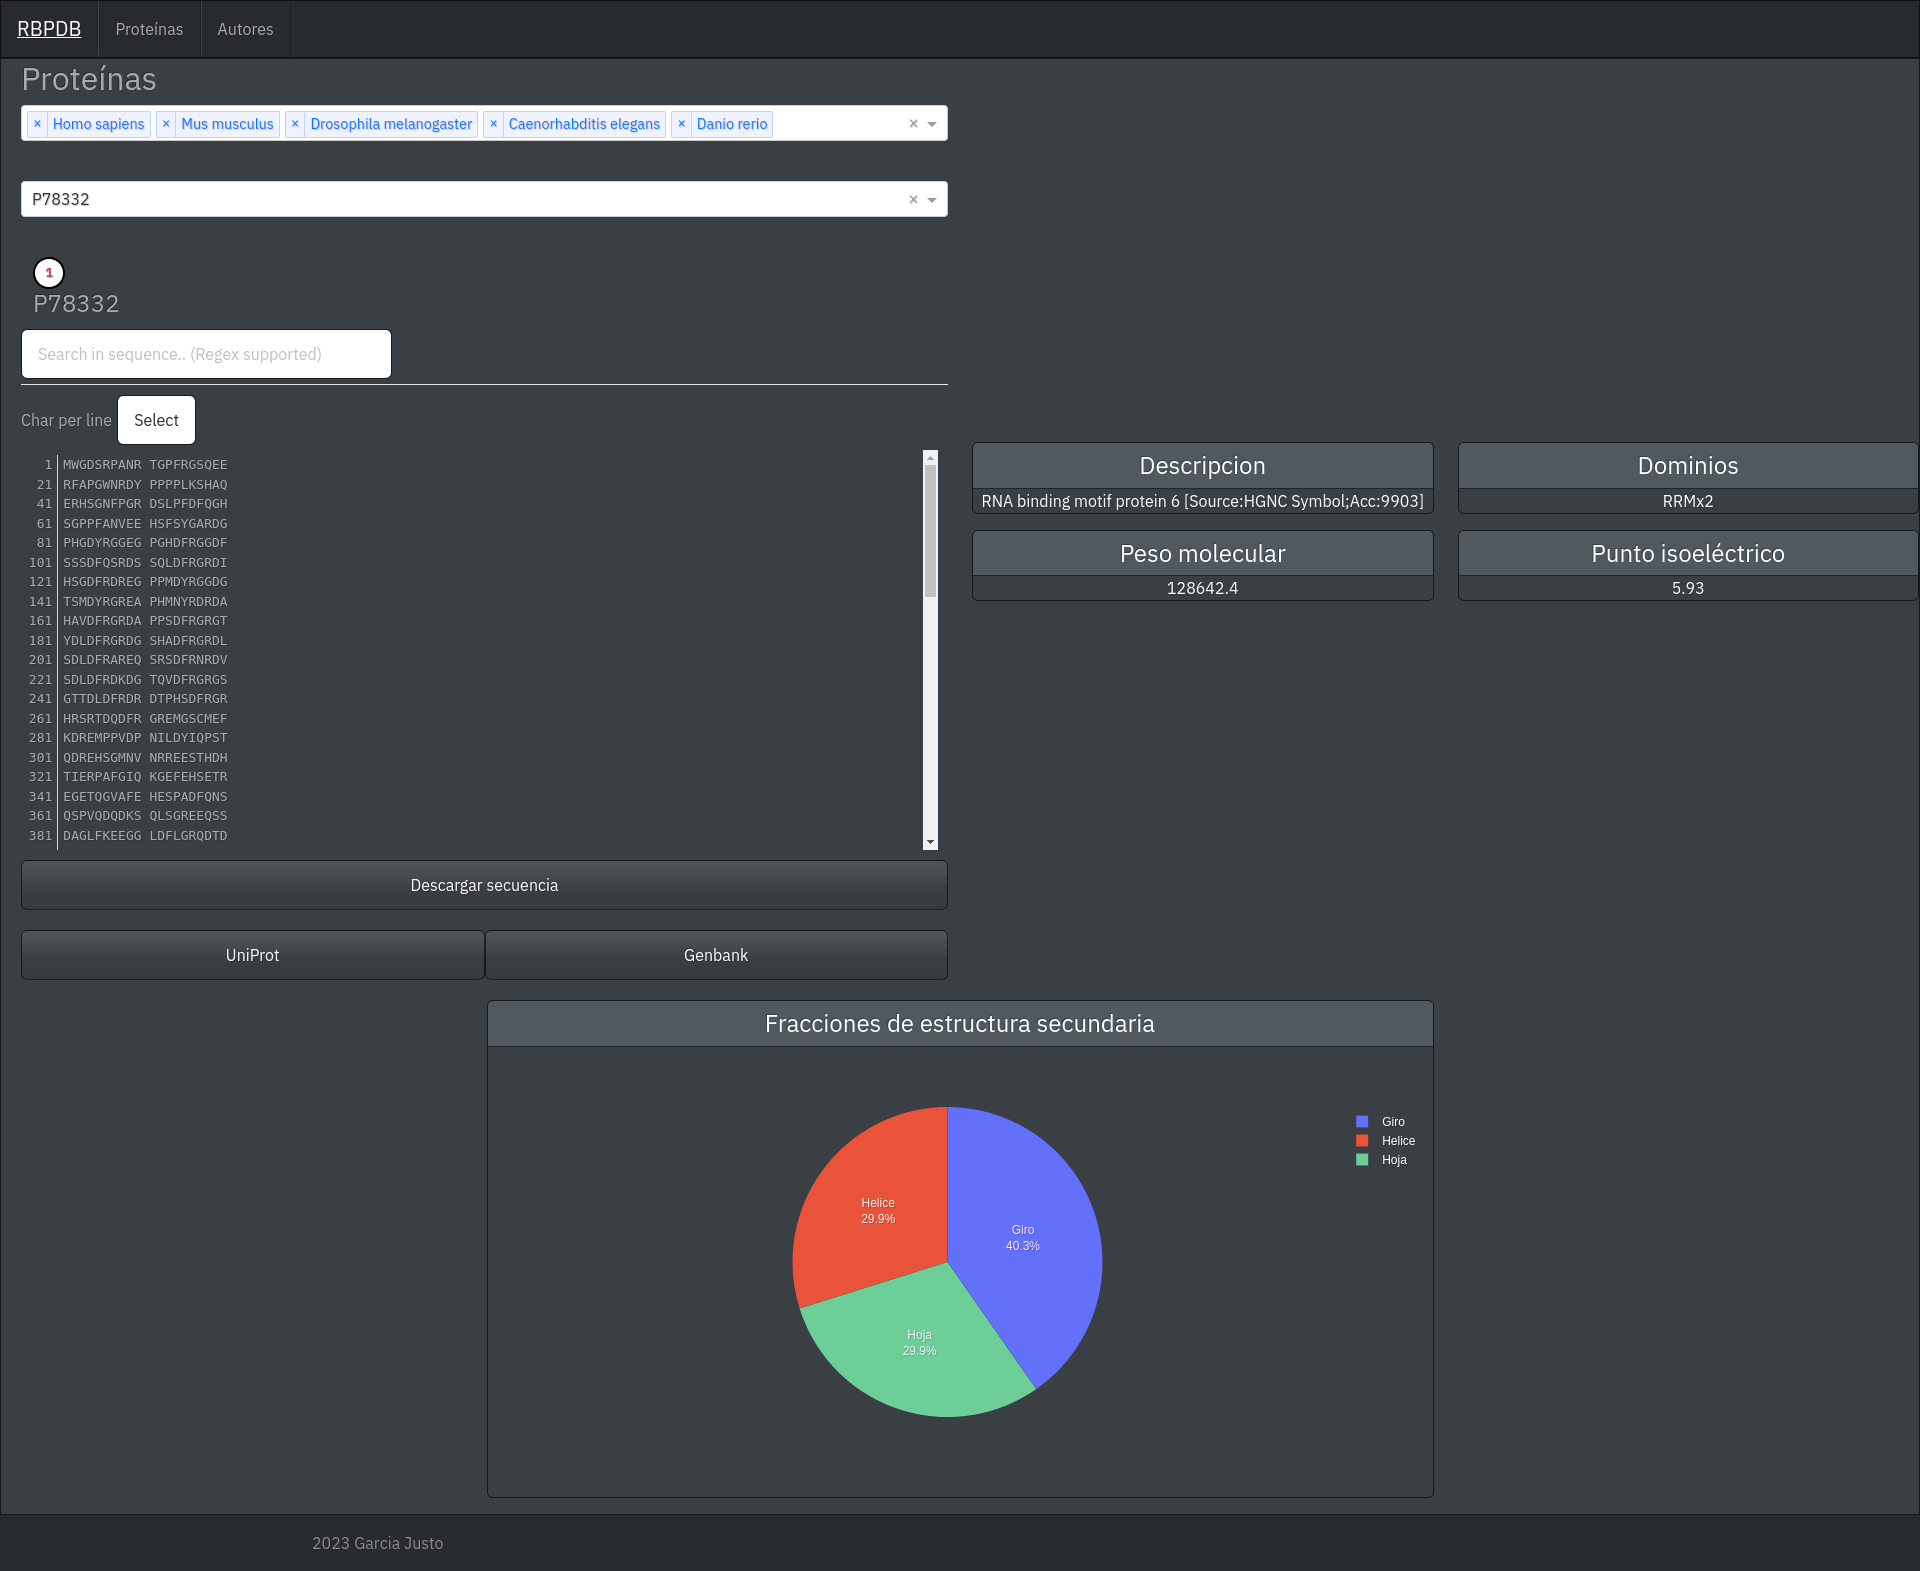 RBPDB Proteínas Autores
Proteínas
× Homo sapiens × Mus musculus × Drosophila melanogaster × Caenorhabditis elegans × Danio rerio ×
P78332 ×
1
P78332
Search in sequence.. (Regex supported)
Char per line Select
1 MWGDSRPANR TGPFRGSQEE
21 RFAPGWNRDY PPPPLKSHAQ
41 ERHSGNFPGR DSLPFDFQGH
61 SGPPFANVEE HSFSYGARDG
81 PHGDYRGGEG PGHDFRGGDF
101 SSSDFQSRDS SQLDFRGRDI
121 HSGDFRDREG PPMDYRGGDG
141 TSMDYRGREA PHMNYRDRDA
161 HAVDFRGRDA PPSDFRGRGT
181 YDLDFRGRDG SHADFRGRDL
201 SDLDFRAREQ SRSDFRNRDV
221 SDLDFRDKDG TQVDFRGRGS
241 GTTDLDFRDR DTPHSDFRGR
261 HRSRTDQDFR GREMGSCMEF
281 KDREMPPVDP NILDYIQPST
301 QDREHSGMNV NRREESTHDH
321 TIERPAFGIQ KGEFEHSETR
341 EGETQGVAFE HESPADFQNS
361 QSPVQDQDKS QLSGREEQSS
381 DAGLFKEEGG LDFLGRQDTD
Descargar secuencia
UniProt Genbank
Descripcion
RNA binding motif protein 6 [Source:HGNC Symbol;Acc:9903]
Dominios
RRMx2
Peso molecular
128642.4
Punto isoeléctrico
5.93
Fracciones de estructura secundaria
Giro
Helice
Hoja
Helice
29.9%
Giro
40.3%
Hoja
29.9%
2023 Garcia Justo